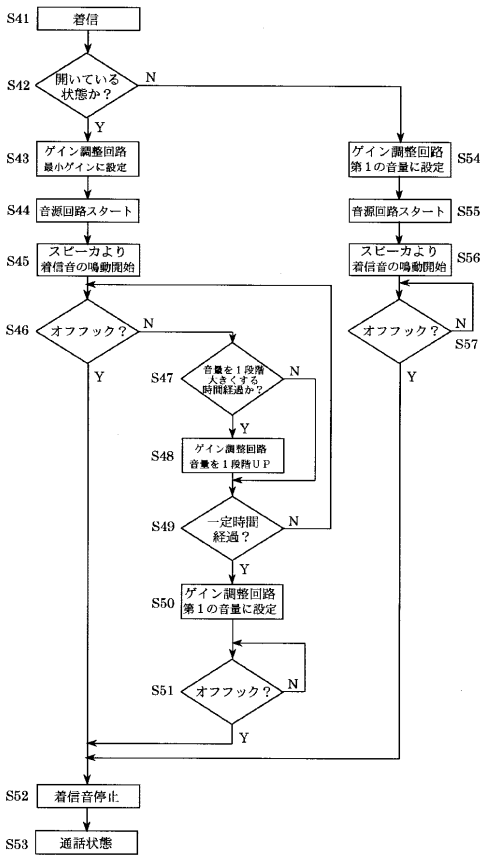 S41
着信
S42
開いている
状態か？
N
Y
S43
ゲイン調整回路
最小ゲインに設定
S54
ゲイン調整回路
第１の音量に設定
S44
音源回路スタート
S55
音源回路スタート
S45
スピーカより
着信音の鳴動開始
S56
スピーカより
着信音の鳴動開始
S46
オフフック？
N
Y
オフフック？
N
S57
Y
S47
音量を１段階
大きくする
時間経過か？
N
Y
S48
ゲイン調整回路
音量を１段階ＵＰ
S49
一定時間
経過？
N
Y
S50
ゲイン調整回路
第１の音量に設定
S51
オフフック？
N
Y
S52
着信音停止
S53
通話状態